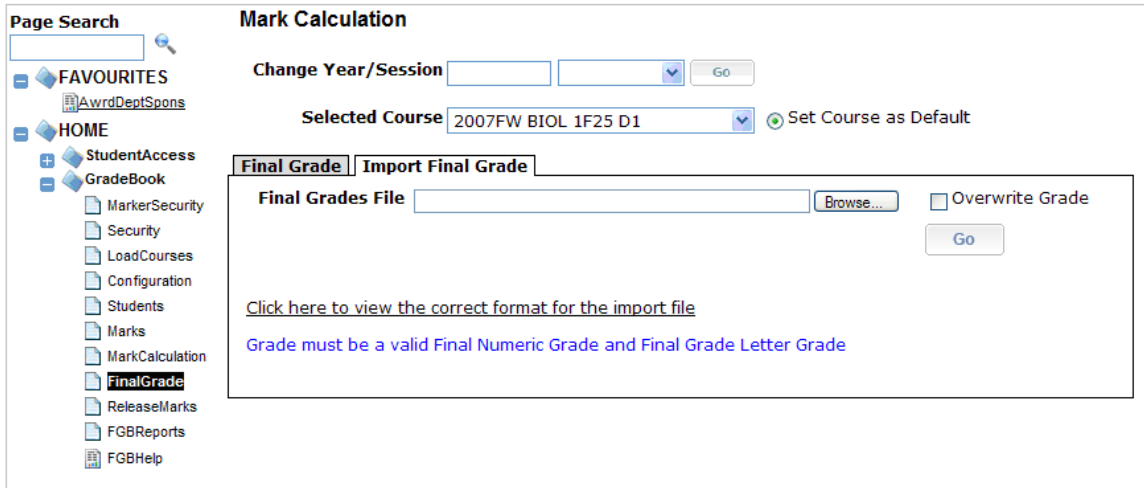 Page Search
FAVOURITES
AwrdDeptSpons
HOME
StudentAccess
GradeBook
MarkerSecurity
Security
LoadCourses
Configuration
Students
Marks
MarkCalculation
FinalGrade
ReleaseMarks
FGBReports
FGBHelp
Mark Calculation
Change Year/Session Go
Selected Course 2007FW BIOL 1F25 D1 Set Course as Default
Final Grade Import Final Grade
Final Grades File Browse... Overwrite Grade
Go
Click here to view the correct format for the import file
Grade must be a valid Final Numeric Grade and Final Grade Letter Grade